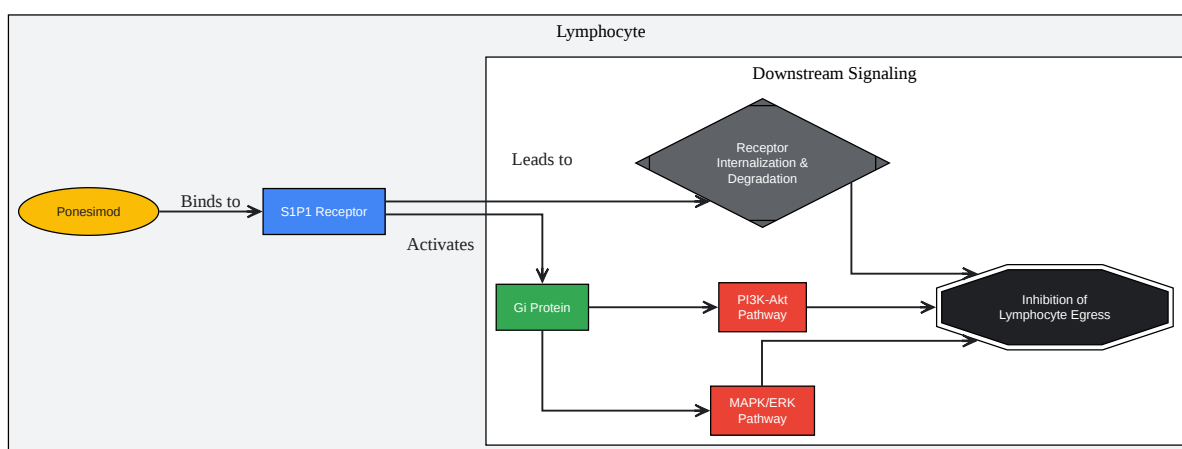 Lymphocyte
Downstream Signaling
Receptor
Internalization &
Degradation
Leads to
Ponesimod
Binds to
S1P1 Receptor
Activates
Gi Protein
PI3K-Akt
Pathway
Inhibition of
Lymphocyte Egress
MAPK/ERK
Pathway